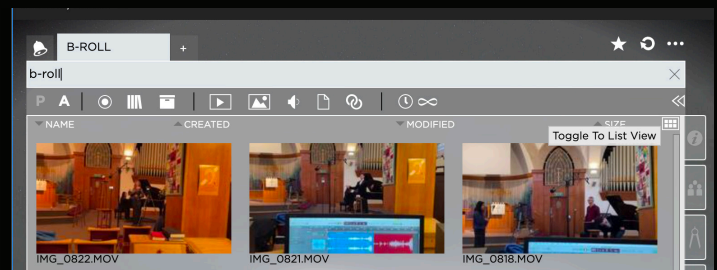 B-ROLL +
b-roll
P A
NAME CREATED MODIFIED SIZE
Toggle To List View
IMG_0822.MOV IMG_0821.MOV IMG_0818.MOV